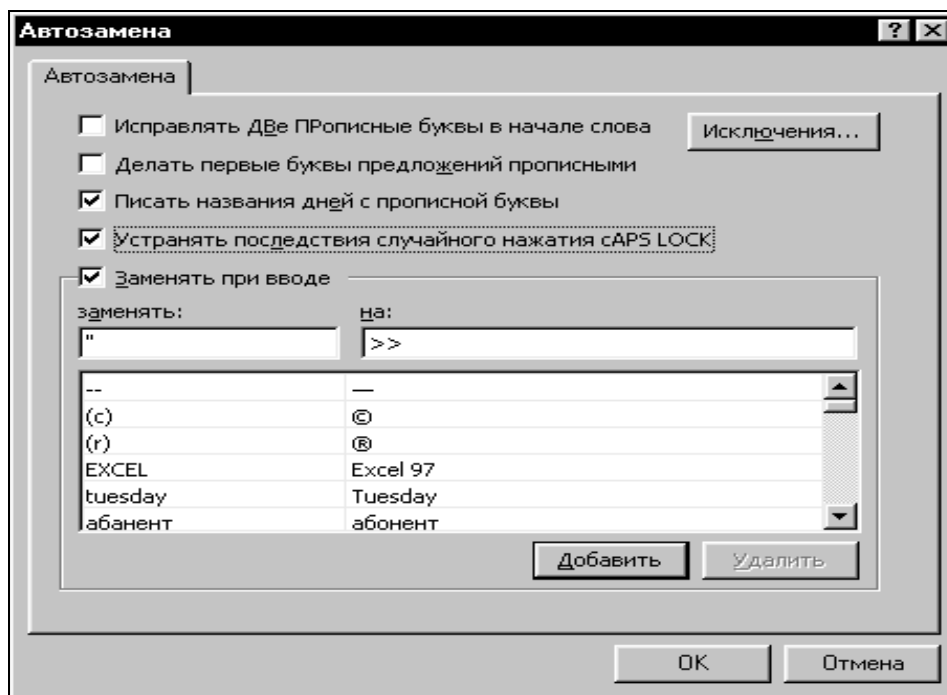 Автозамена
Автозамена
Исправлять ДВе ПРописные буквы в начале слова
Исключения...
Делать первые буквы предложений прописными
Писать названия дней с прописной буквы
Устранять последствия случайного нажатия cAPS LOCK
Заменять при вводе
заменять: на:
" >>
-- —
(c) ©
(r) ®
EXCEL Excel 97
tuesday Tuesday
абанент абонент
Добавить Удалить
OK Отмена